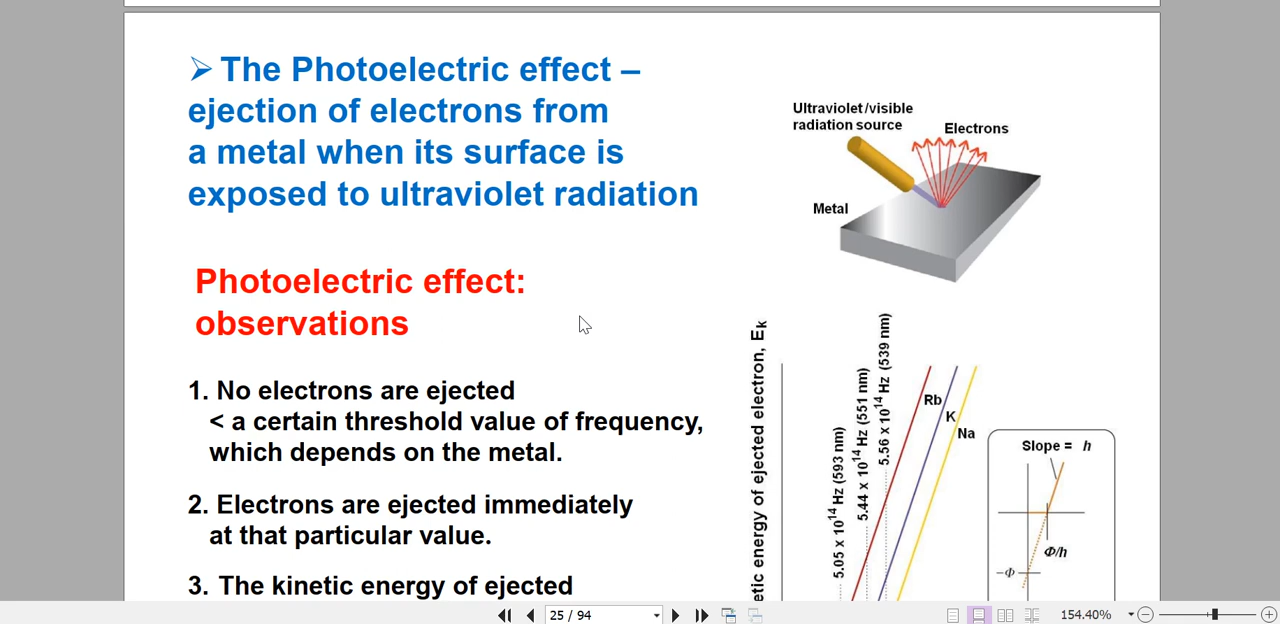 ➢ The Photoelectric effect –
ejection of electrons from
a metal when its surface is
exposed to ultraviolet radiation
Photoelectric effect:
observations
1. No electrons are ejected
< a certain threshold value of frequency,
which depends on the metal.
2. Electrons are ejected immediately
at that particular value.
3. The kinetic energy of ejected
Ultraviolet/visible
radiation source
Electrons
Metal
etic energy of ejected electron, Eₖ
5.05 x 10¹⁴ Hz (593 nm)
5.44 x 10¹⁴ Hz (551 nm)
5.56 x 10¹⁴ Hz (539 nm)
Rb
K
Na
Slope = h
Φ/h
–Φ
25 / 94
154.40%